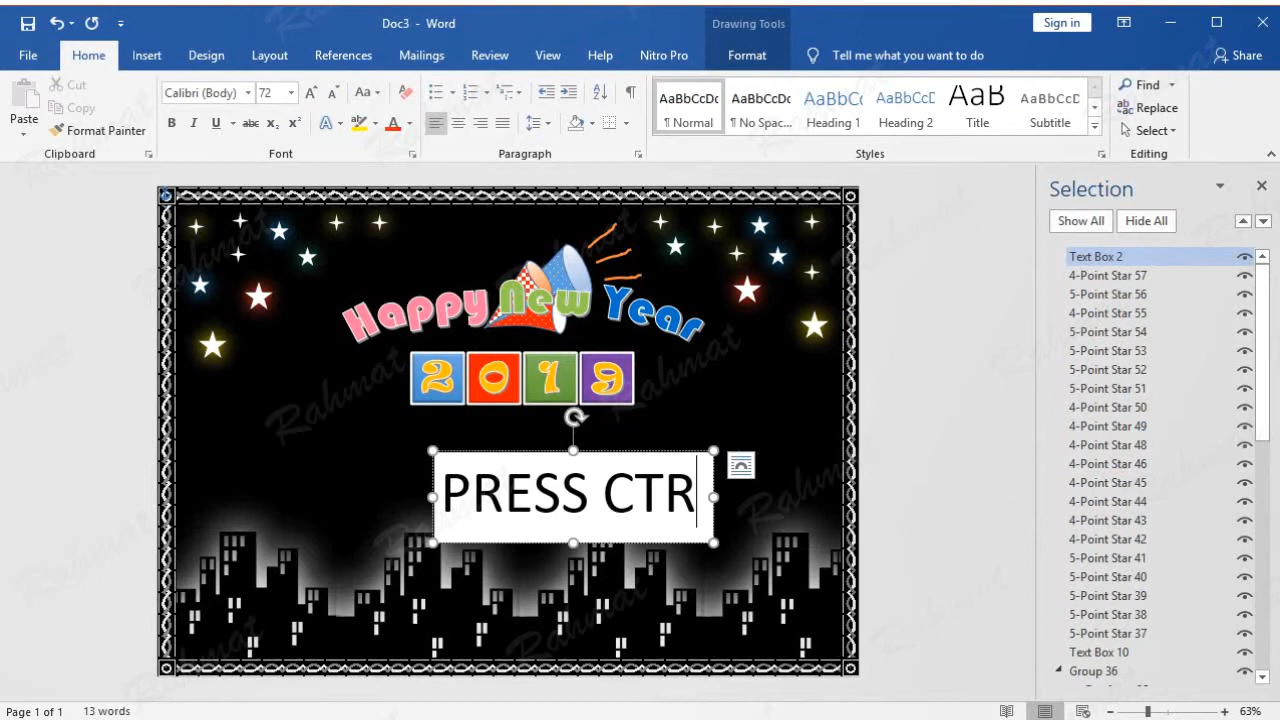 Doc3 - Word
Drawing Tools
Sign in
File Home Insert Design Layout References Mailings Review View Help Nitro Pro Format Tell me what you want to do Share
Paste
Cut
Copy
Format Painter
Calibri (Body) 72
AaBbCcDc AaBbCcDc AaBbCc AaBbCcD AaB AaBbCcD
¶ Normal ¶ No Spac... Heading 1 Heading 2 Title Subtitle
Find
Replace
Select
Clipboard Font Paragraph Styles Editing
Happy New Year
2019
PRESS CTR
Selection
Show All Hide All
Text Box 2
4-Point Star 57
5-Point Star 56
4-Point Star 55
5-Point Star 54
5-Point Star 53
5-Point Star 52
5-Point Star 51
4-Point Star 50
4-Point Star 49
4-Point Star 48
4-Point Star 46
4-Point Star 45
4-Point Star 44
4-Point Star 43
4-Point Star 42
5-Point Star 41
5-Point Star 40
5-Point Star 39
5-Point Star 38
5-Point Star 37
Text Box 10
Group 36
Page 1 of 1 13 words 63%
Rahmat